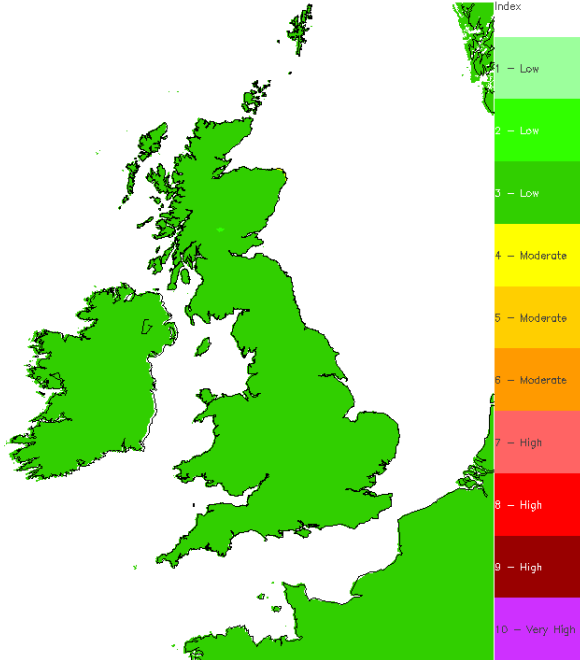 Index
1 - Low
2 - Low
3 - Low
4 - Moderate
5 - Moderate
6 - Moderate
7 - High
8 - High
9 - High
10 - Very High